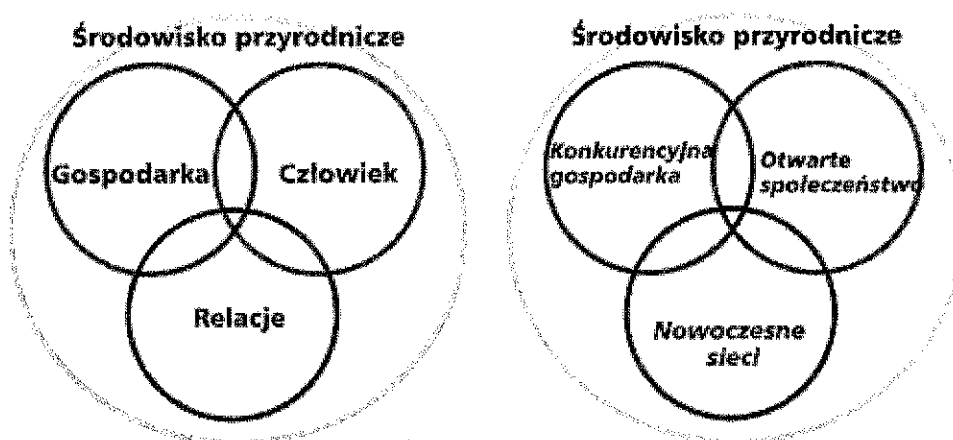 Środowisko przyrodnicze
Gospodarka
Człowiek
Relacje
Środowisko przyrodnicze
Konkurencyjna
gospodarka
Otwarte
społeczeństwo
Nowoczesne
sieci